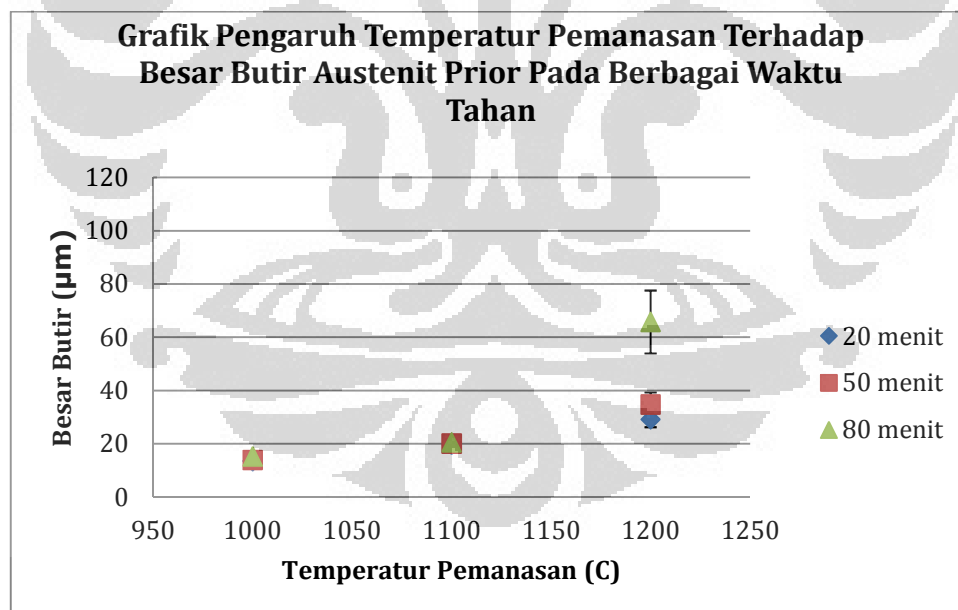 Grafik Pengaruh Temperatur Pemanasan Terhadap
Besar Butir Austenit Prior Pada Berbagai Waktu
Tahan
Besar Butir (μm)
120
100
80
60
40
20
0
950 1000 1050 1100 1150 1200 1250
Temperatur Pemanasan (C)
20 menit
50 menit
80 menit